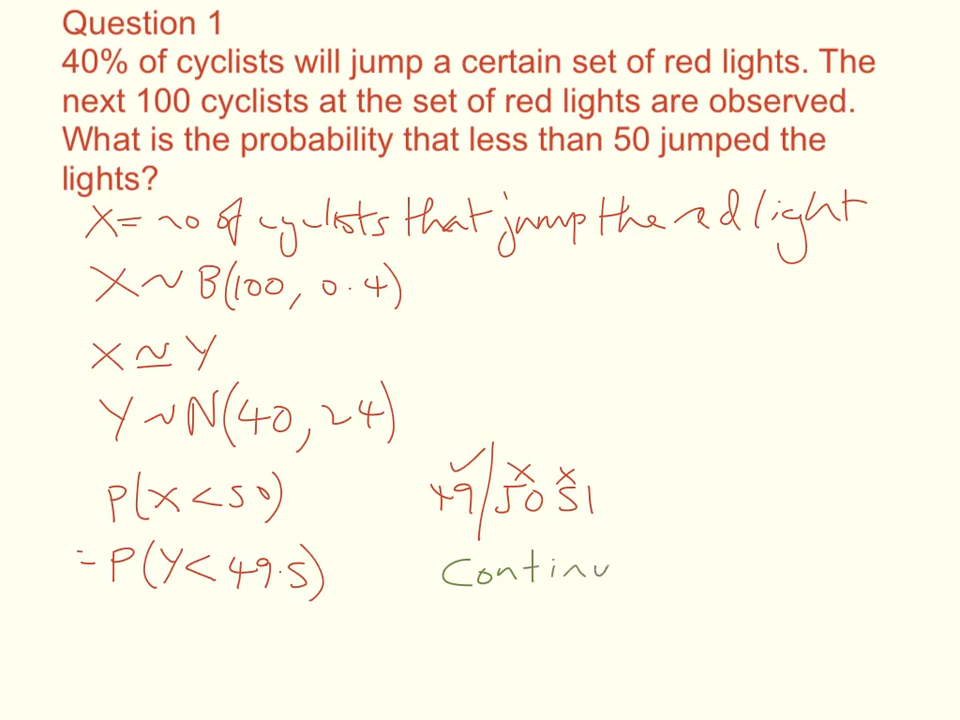 Question 1
40% of cyclists will jump a certain set of red lights. The
next 100 cyclists at the set of red lights are observed.
What is the probability that less than 50 jumped the
lights?
X = no of cyclists that jump the red light
X ~ B(100, 0.4)
X ≃ Y
Y ~ N(40, 24)
P(X < 50) 49 / 50 51
= P(Y < 49.5) Continu